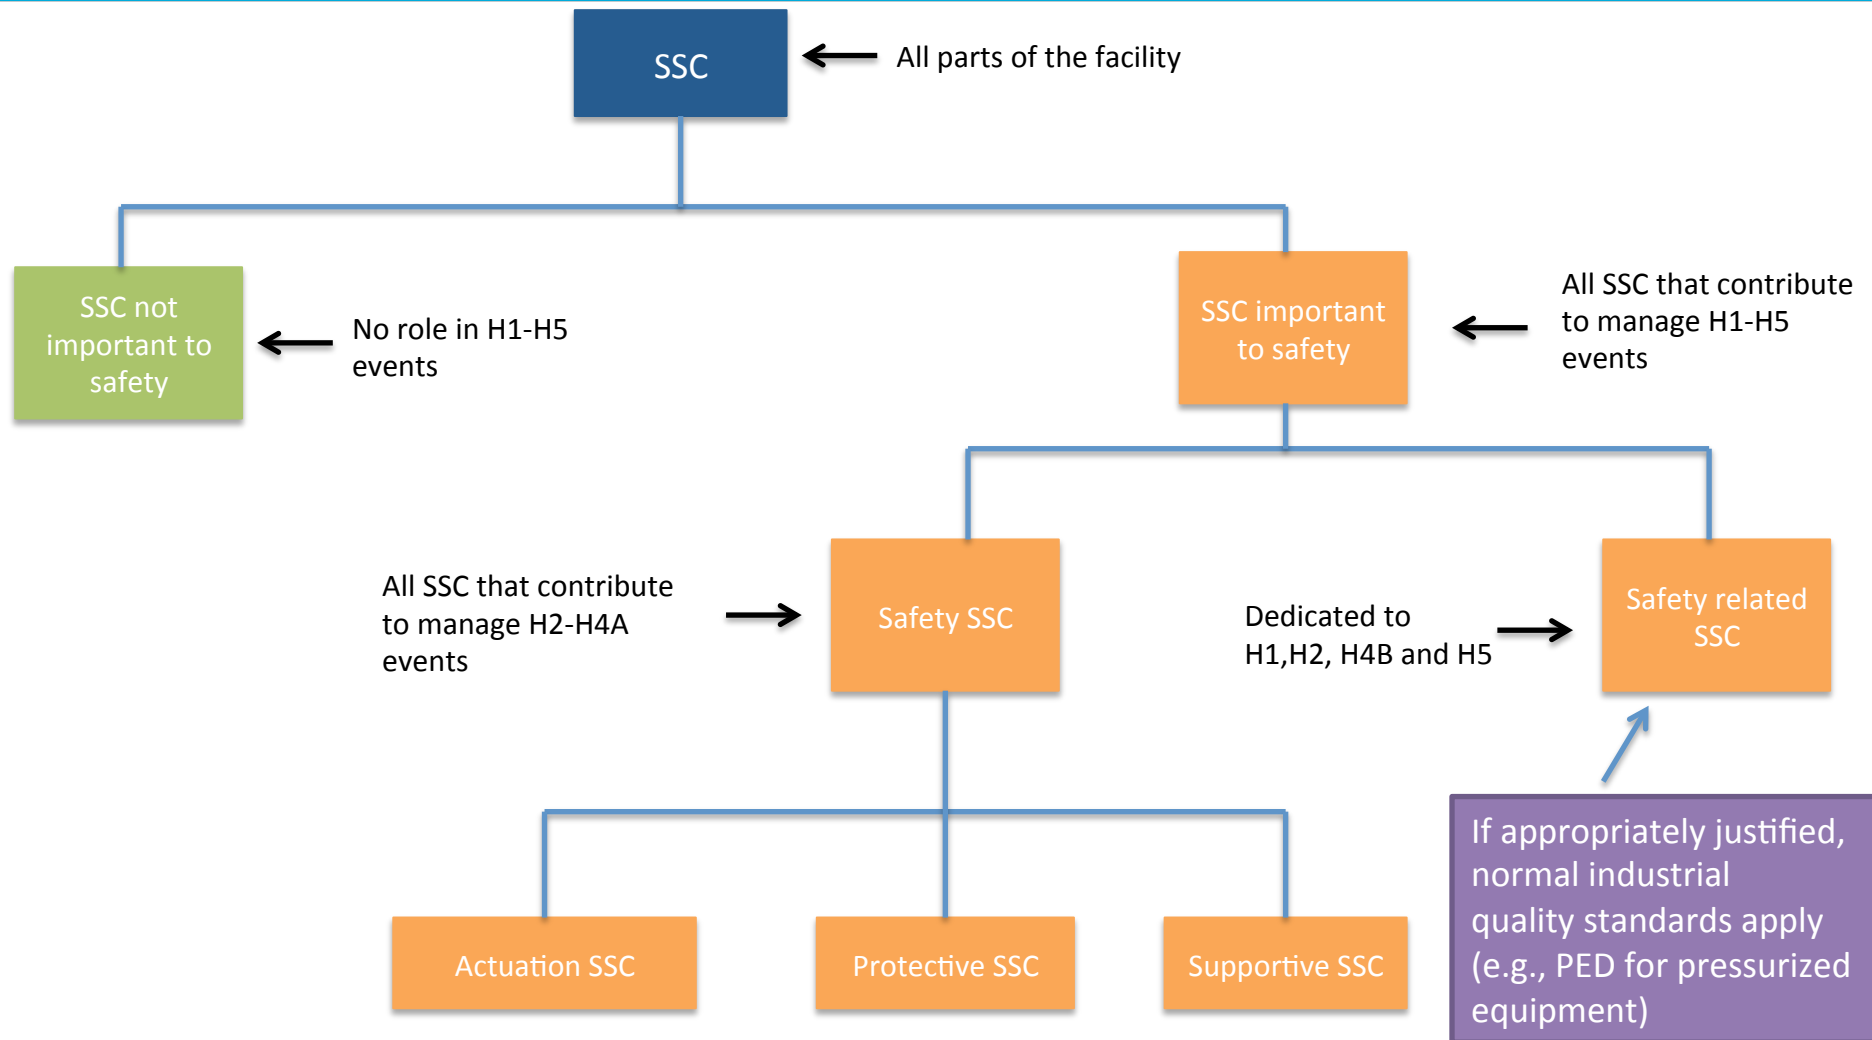 SSC
All parts of the facility
SSC not
important to
safety
No role in H1-H5
events
SSC important
to safety
All SSC that contribute
to manage H1-H5
events
All SSC that contribute
to manage H2-H4A
events
Safety SSC
Dedicated to
H1,H2, H4B and H5
Safety related
SSC
Actuation SSC
Protective SSC
Supportive SSC
If appropriately justified,
normal industrial
quality standards apply
(e.g., PED for pressurized
equipment)